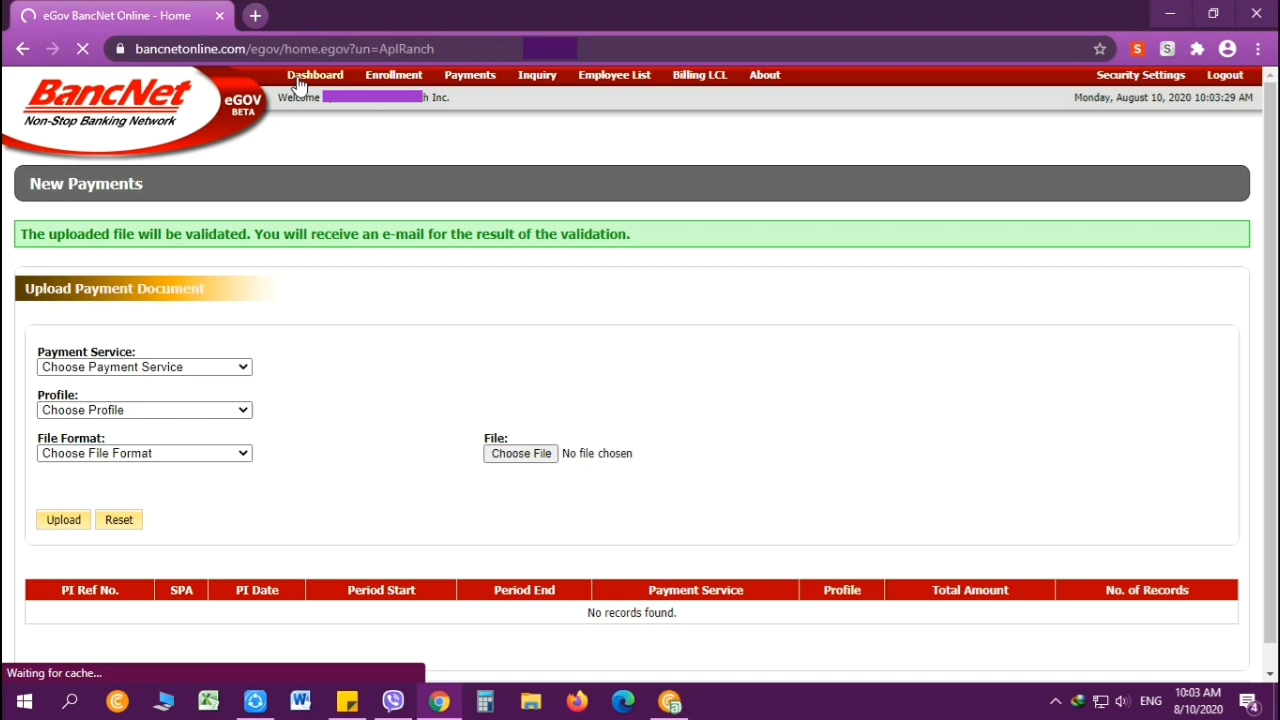 eGov BancNet Online - Home
bancnetonline.com/egov/home.egov?un=AplRanch
BancNet
Non-Stop Banking Network
eGOV
BETA
Dashboard Enrollment Payments Inquiry Employee List Billing LCL About Security Settings Logout
Welcome h Inc. Monday, August 10, 2020 10:03:29 AM
New Payments
The uploaded file will be validated. You will receive an e-mail for the result of the validation.
Upload Payment Document
Payment Service:
Choose Payment Service
Profile:
Choose Profile
File Format: File:
Choose File Format Choose File No file chosen
Upload Reset
PI Ref No. SPA PI Date Period Start Period End Payment Service Profile Total Amount No. of Records
No records found.
Waiting for cache...
ENG 10:03 AM
8/10/2020 4